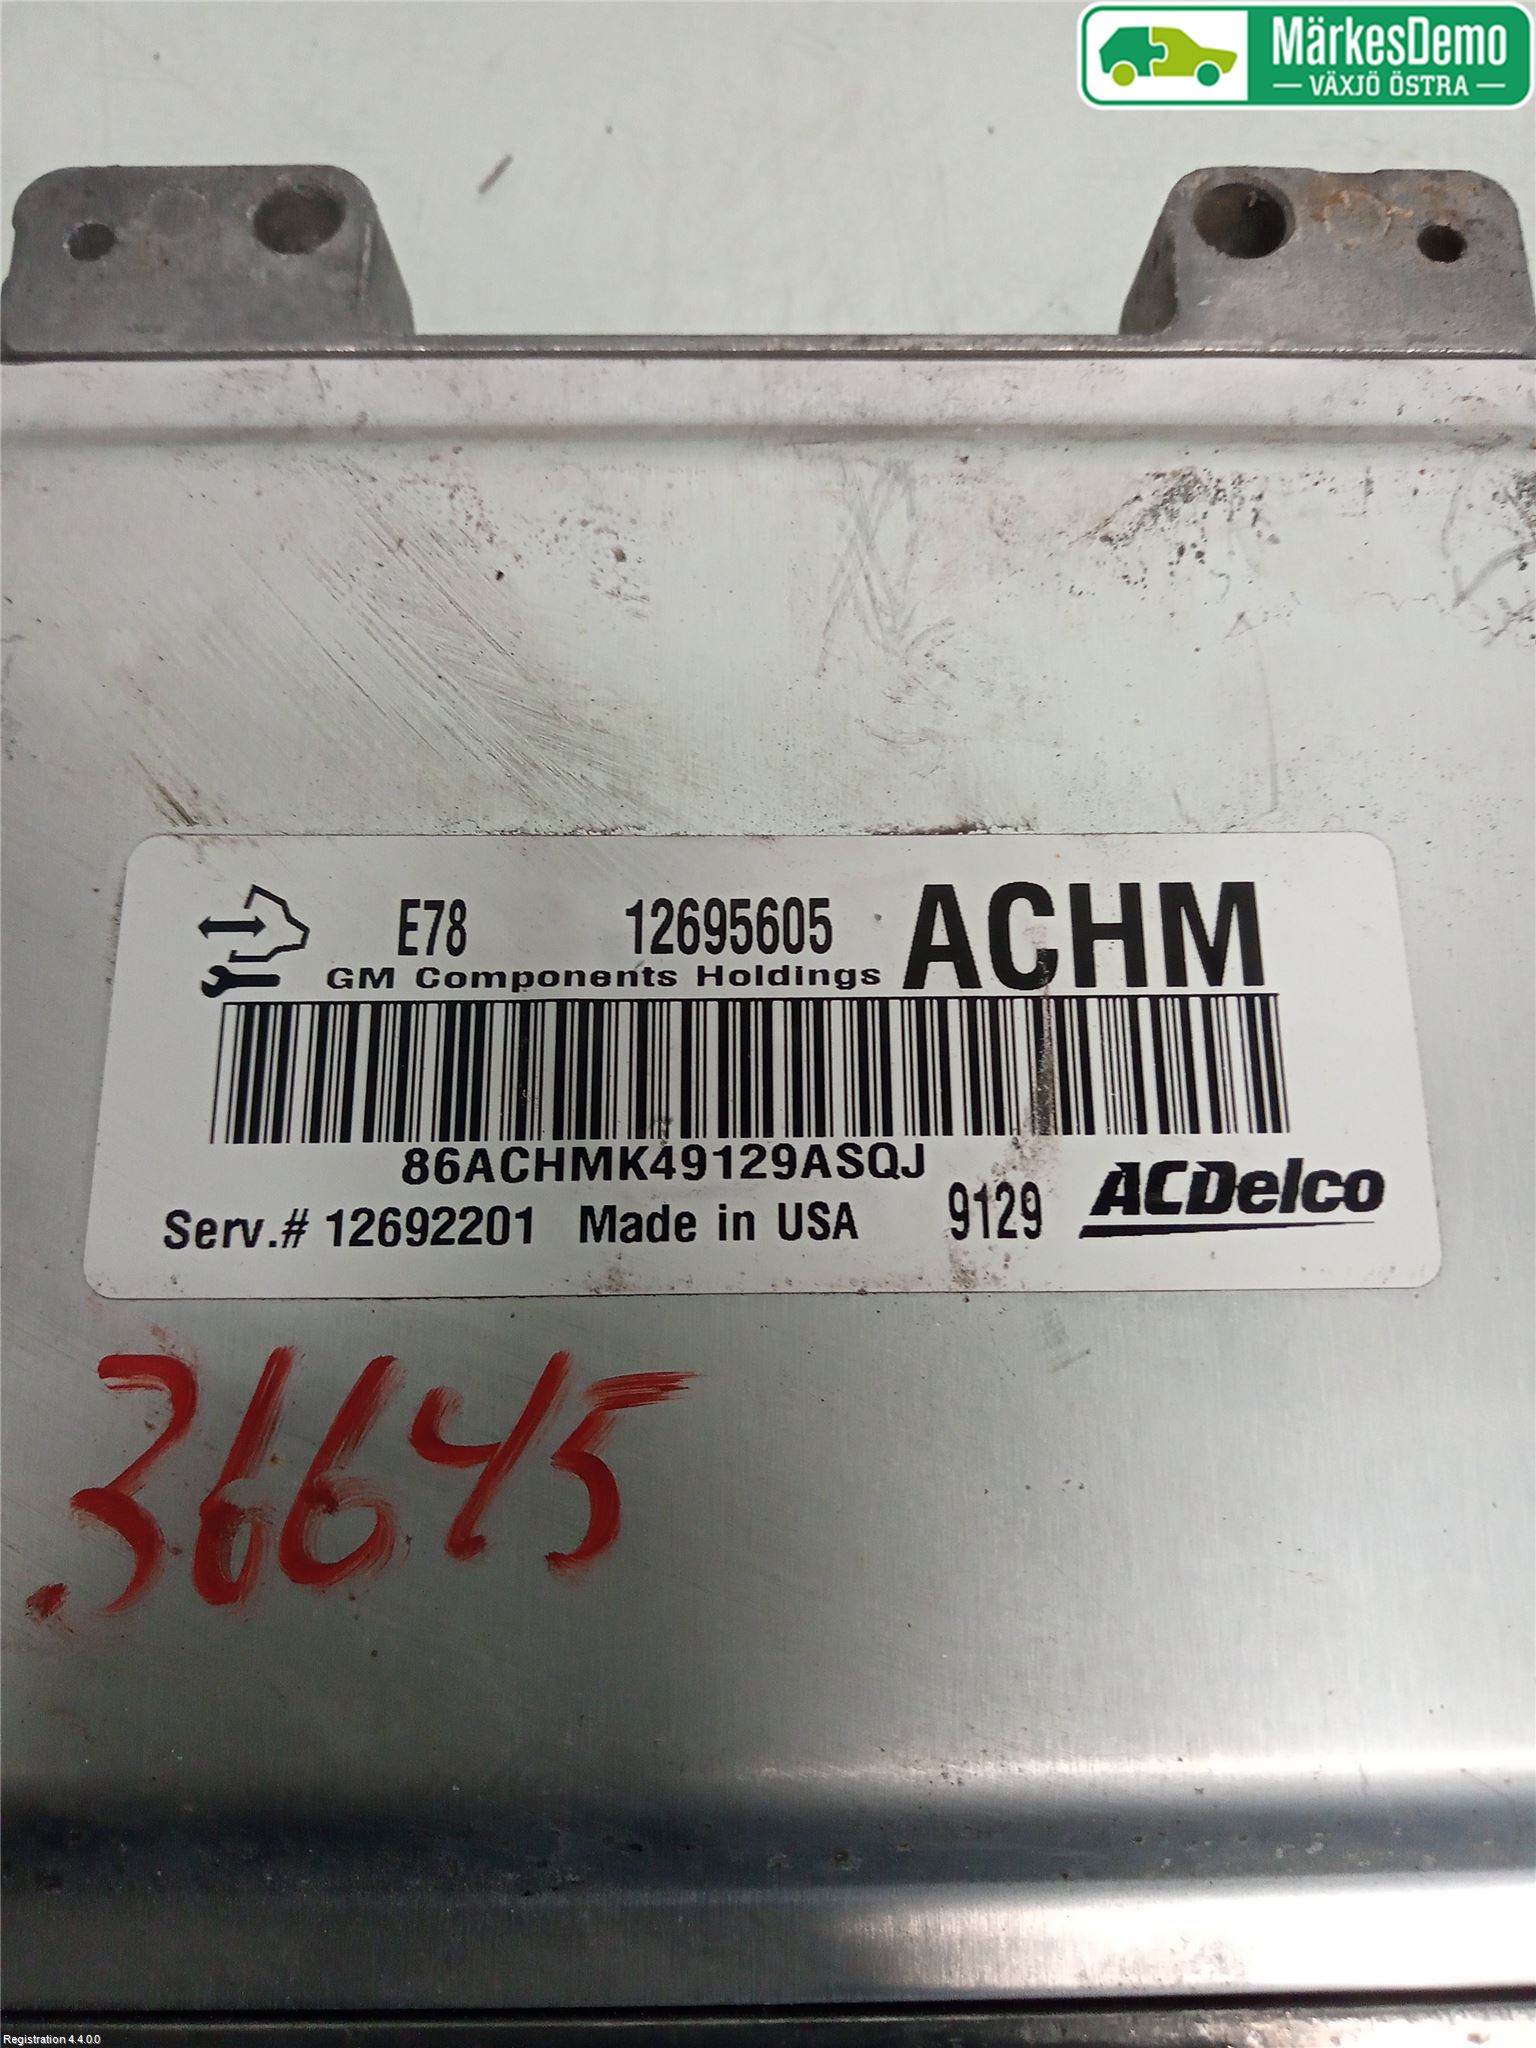 MärkesDemo
VÄXJÖ ÖSTRA
E78 12695605 ACHM
GM Components Holdings
86ACHMK49129ASQJ
Serv.# 12692201 Made in USA 9129 ACDelco
.36645
Registration 4.4.0.0